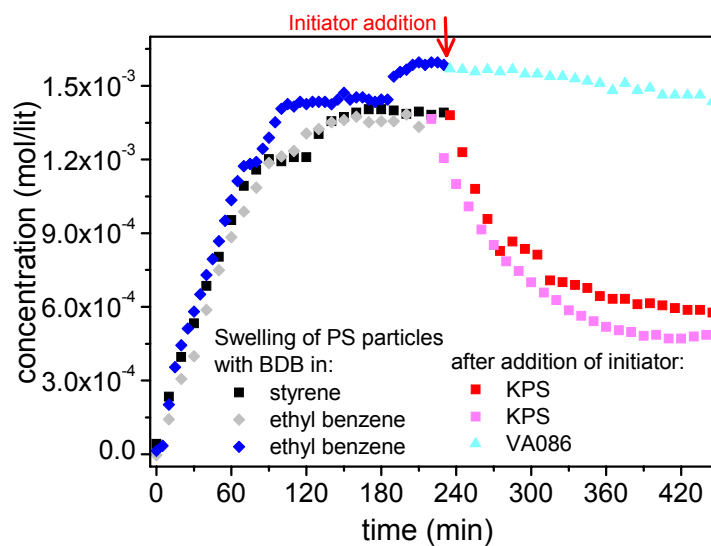 Initiator addition
concentration (mol/lit)
1.5x10⁻³
1.2x10⁻³
9.0x10⁻⁴
6.0x10⁻⁴
3.0x10⁻⁴
0.0
Swelling of PS particles
with BDB in:
styrene
ethyl benzene
ethyl benzene
after addition of initiator:
KPS
KPS
VA086
0 60 120 180 240 300 360 420
time (min)